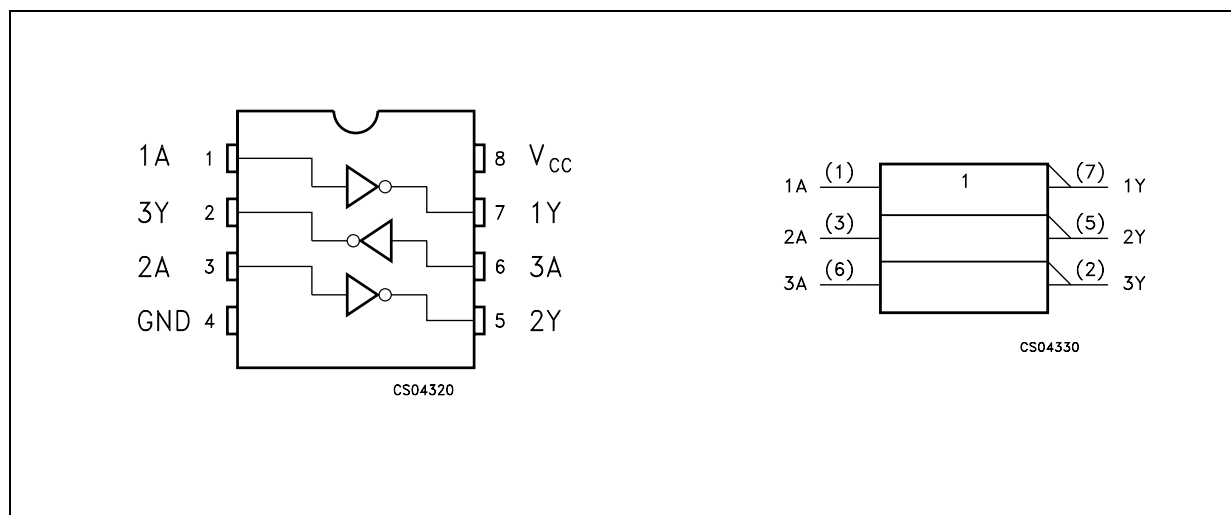 1A 1 8 VCC
3Y 2 7 1Y
2A 3 6 3A
GND 4 5 2Y
CS04320
1
1A (1) (7) 1Y
2A (3) (5) 2Y
3A (6) (2) 3Y
CS04330